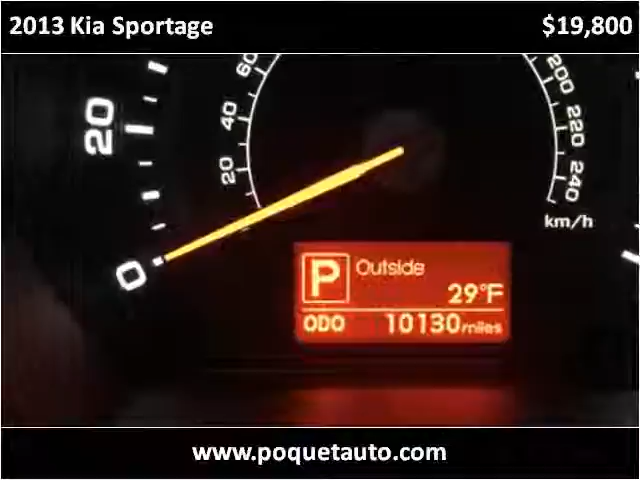 2013 Kia Sportage $19,800
60 200
20 40 220
20 240
km/h
0
P Outside
29°F
ODO 10130 miles
www.poquetauto.com